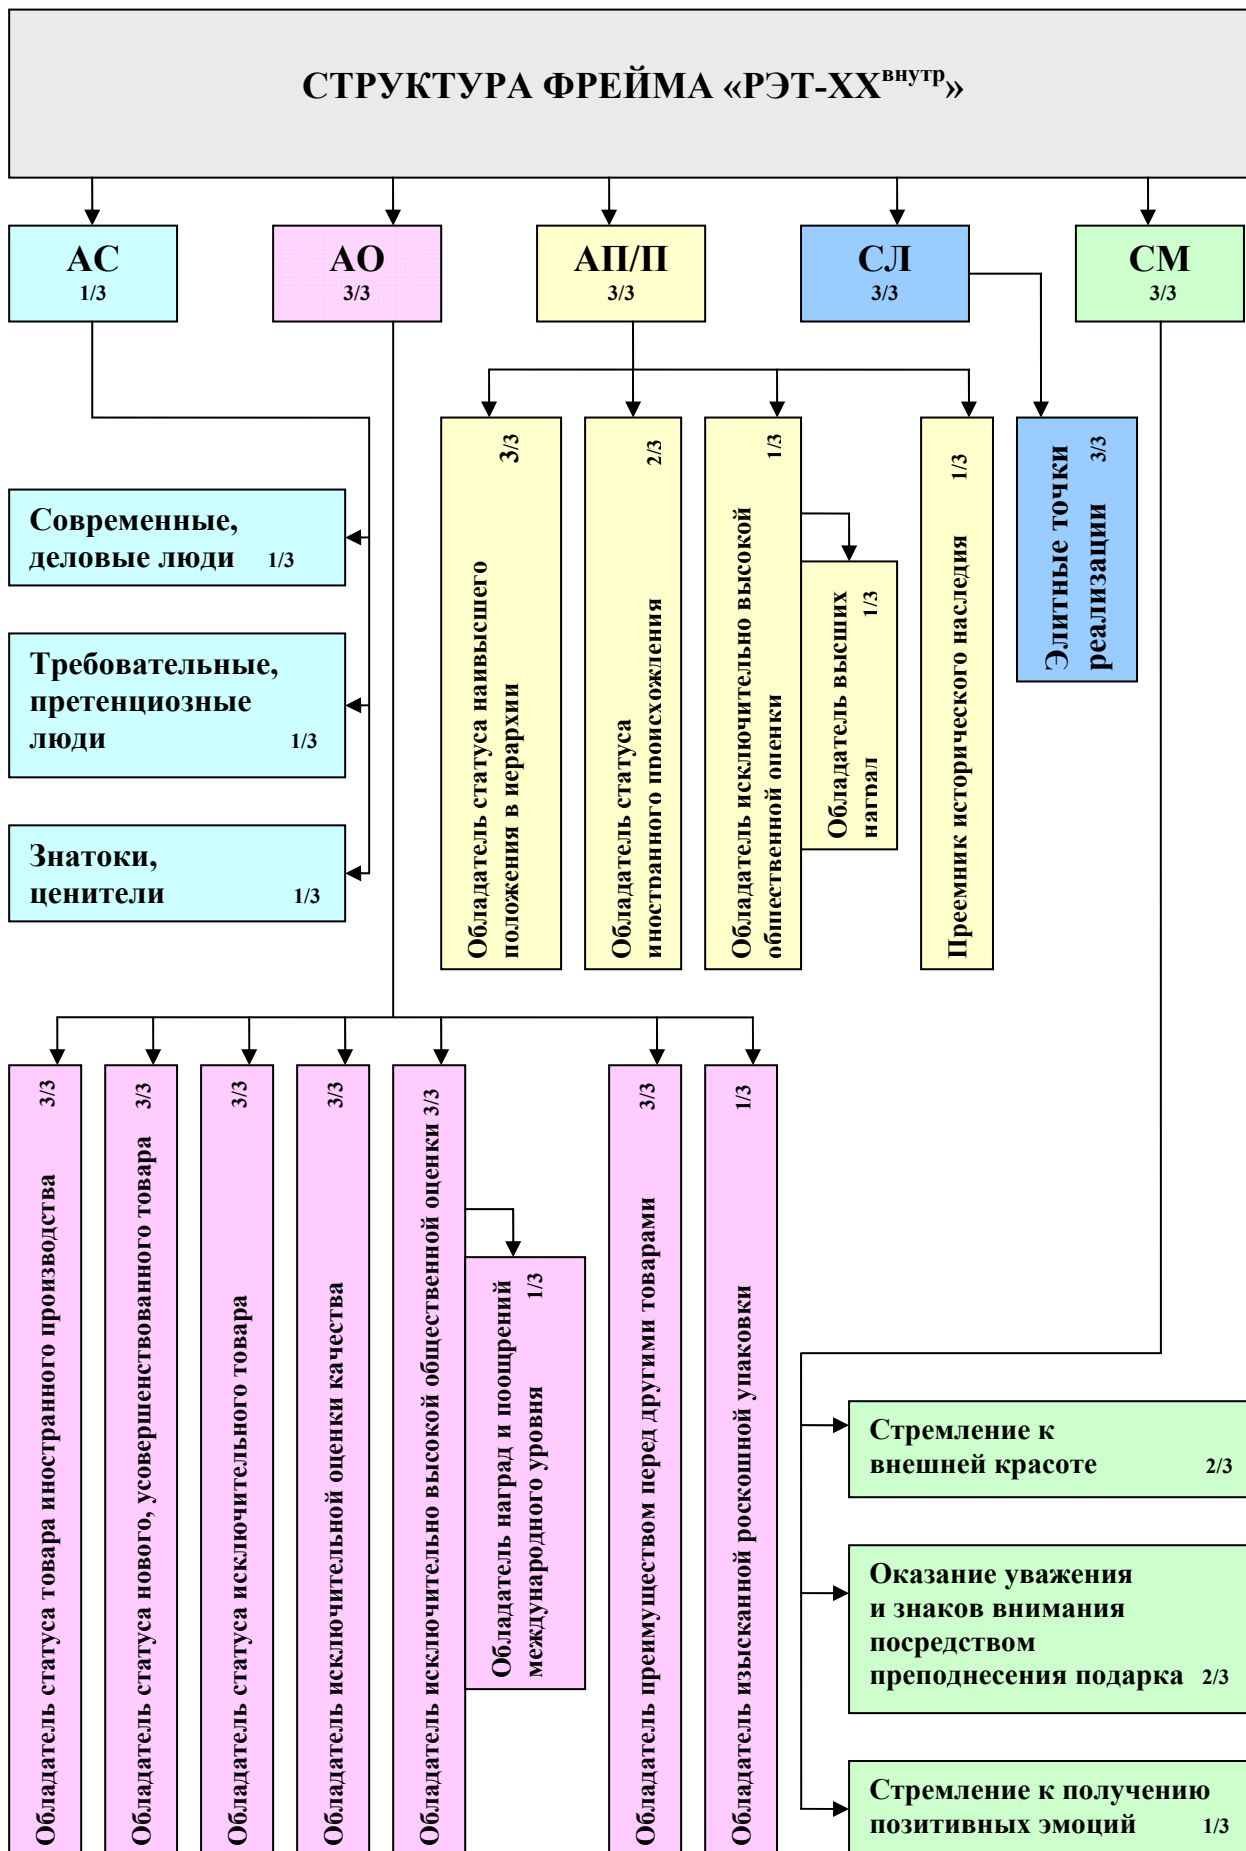 СТРУКТУРА ФРЕЙМА «РЭТ-XXвнутр»
АС
1/3
АО
3/3
АП/П
3/3
СЛ
3/3
СМ
3/3
Современные,
деловые люди 1/3
Требовательные,
претенциозные
люди 1/3
Знатоки,
ценители 1/3
Обладатель статуса наивысшего 3/3
положения в иерархии
Обладатель статуса 2/3
иностранного происхождения
Обладатель исключительно высокой 1/3
общественной оценки
Обладатель высших 1/3
наград
Преемник исторического наследия 1/3
Элитные точки 3/3
реализации
Обладатель статуса товара иностранного производства 3/3
Обладатель статуса нового, усовершенствованного товара 3/3
Обладатель статуса исключительного товара 3/3
Обладатель исключительной оценки качества 3/3
Обладатель исключительно высокой общественной оценки 3/3
Обладатель наград и поощрений 1/3
международного уровня
Обладатель преимуществом перед другими товарами 3/3
Обладатель изысканной роскошной упаковки 1/3
Стремление к
внешней красоте 2/3
Оказание уважения
и знаков внимания
посредством
преподнесения подарка 2/3
Стремление к получению
позитивных эмоций 1/3